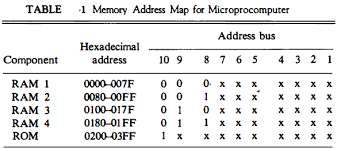 TABLE -1 Memory Address Map for Microprocomputer
Address bus
Hexadecimal
Component address 10 9 8 7 6 5 4 3 2 1
RAM 1 0000–007F 0 0 0 x x x x x x x
RAM 2 0080–00FF 0 0 1 x x x x x x x
RAM 3 0100–017F 0 1 0 x x x x x x x
RAM 4 0180–01FF 0 1 1 x x x x x x x
ROM 0200–03FF 1 x x x x x x x x x